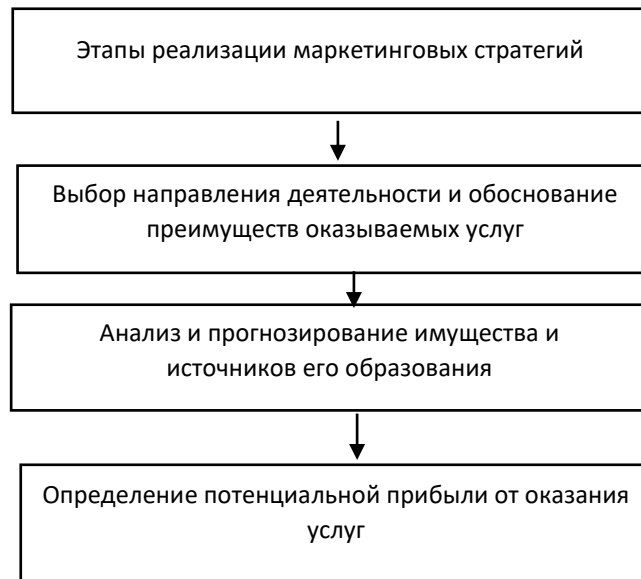 Этапы реализации маркетинговых стратегий
Выбор направления деятельности и обоснование
преимуществ оказываемых услуг
Анализ и прогнозирование имущества и
источников его образования
Определение потенциальной прибыли от оказания
услуг